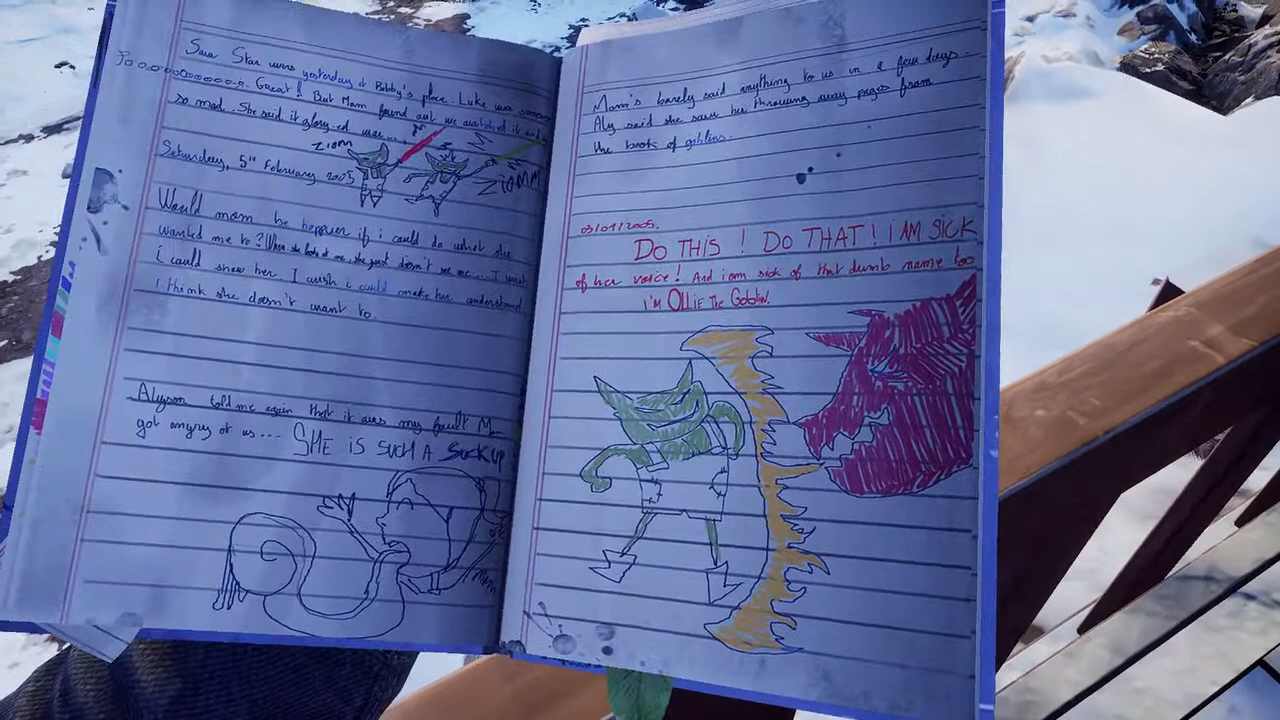 Saw Star wars yesterday at Bobby's place. Luke was sooooo
Great! But Mom found out we watched it and
so mad. She said it glory-ed war...
ZIOM
ZIOMM
Saturday, 5th February 2005
Would mom be happier if i could do what she
wanted me to? When she looks at me, she just doesn't see me... I wish
i could show her. I wish i could make her understand
I think she doesn't want to.
Alyson told me again that it was my fault M
got angry at us... SHE IS SUCH A SUCK UP
Mom
Mom's barely said anything to us in a few days.
Aly said she saw her throwing away pages from
the book of goblins.
03/01/2005.
DO THIS! DO THAT! I AM SICK
of her voice! And i am sick of that dumb name too
I'M OLLIE THE GOBLIN.